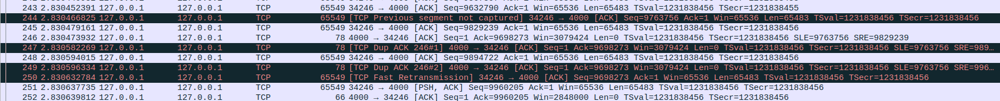 243 2.830452391 127.0.0.1 127.0.0.1 TCP 65549 34246 → 4000 [ACK] Seq=9632790 Ack=1 Win=65536 Len=65483 TSval=1231838456 TSecr=1231838455
244 2.830466825 127.0.0.1 127.0.0.1 TCP 65549 [TCP Previous segment not captured] 34246 → 4000 [ACK] Seq=9763756 Ack=1 Win=65536 Len=65483 TSval=1231838456 TSecr=1231838456
245 2.830479161 127.0.0.1 127.0.0.1 TCP 65549 34246 → 4000 [ACK] Seq=9829239 Ack=1 Win=65536 Len=65483 TSval=1231838456 TSecr=1231838456
246 2.830473932 127.0.0.1 127.0.0.1 TCP 78 4000 → 34246 [ACK] Seq=1 Ack=9698273 Win=3079424 Len=0 TSval=1231838456 TSecr=1231838456 SLE=9763756 SRE=9829239
247 2.830582269 127.0.0.1 127.0.0.1 TCP 78 [TCP Dup ACK 246#1] 4000 → 34246 [ACK] Seq=1 Ack=9698273 Win=3079424 Len=0 TSval=1231838456 TSecr=1231838456 SLE=9763756 SRE=989…
248 2.830594015 127.0.0.1 127.0.0.1 TCP 65549 34246 → 4000 [ACK] Seq=9894722 Ack=1 Win=65536 Len=65483 TSval=1231838456 TSecr=1231838456
249 2.830596334 127.0.0.1 127.0.0.1 TCP 78 [TCP Dup ACK 246#2] 4000 → 34246 [ACK] Seq=1 Ack=9698273 Win=3079424 Len=0 TSval=1231838456 TSecr=1231838456 SLE=9763756 SRE=996…
250 2.830632784 127.0.0.1 127.0.0.1 TCP 65549 [TCP Fast Retransmission] 34246 → 4000 [ACK] Seq=9698273 Ack=1 Win=65536 Len=65483 TSval=1231838456 TSecr=1231838456
251 2.830637735 127.0.0.1 127.0.0.1 TCP 65549 34246 → 4000 [PSH, ACK] Seq=9960205 Ack=1 Win=65536 Len=65483 TSval=1231838456 TSecr=1231838456
252 2.830639812 127.0.0.1 127.0.0.1 TCP 66 4000 → 34246 [ACK] Seq=1 Ack=9960205 Win=2848000 Len=0 TSval=1231838456 TSecr=1231838456